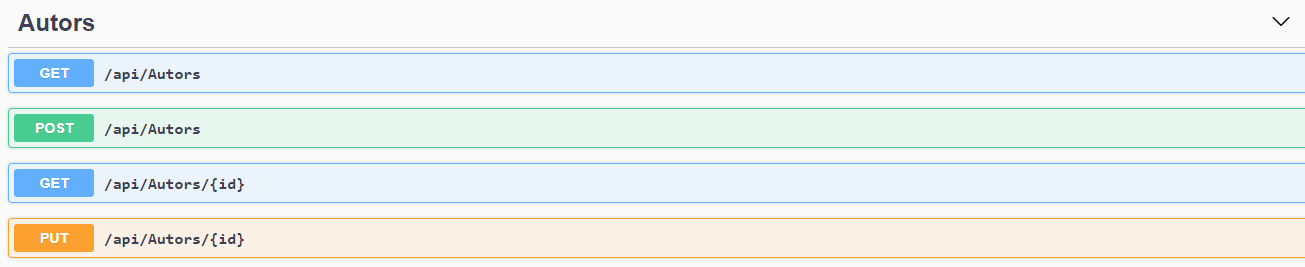 Autors
GET /api/Autors
POST /api/Autors
GET /api/Autors/{id}
PUT /api/Autors/{id}